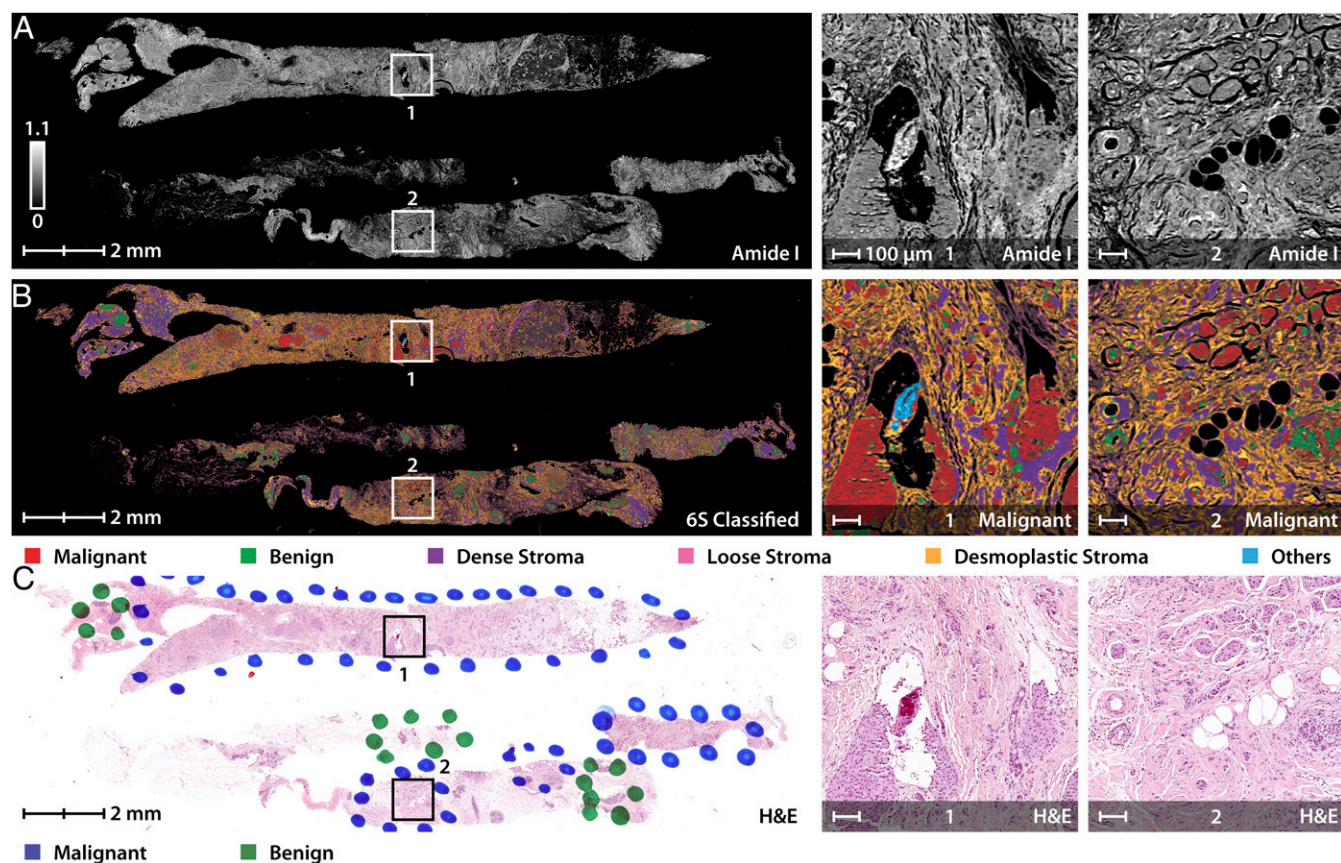 A
1
1.1
0
2
2 mm
Amide I
100 μm 1 Amide I
2 Amide I
B
1
2
2 mm
6S Classified
1 Malignant
2 Malignant
Malignant Benign Dense Stroma Loose Stroma Desmoplastic Stroma Others
C
1
2
2 mm
H&E
1 H&E
2 H&E
Malignant Benign